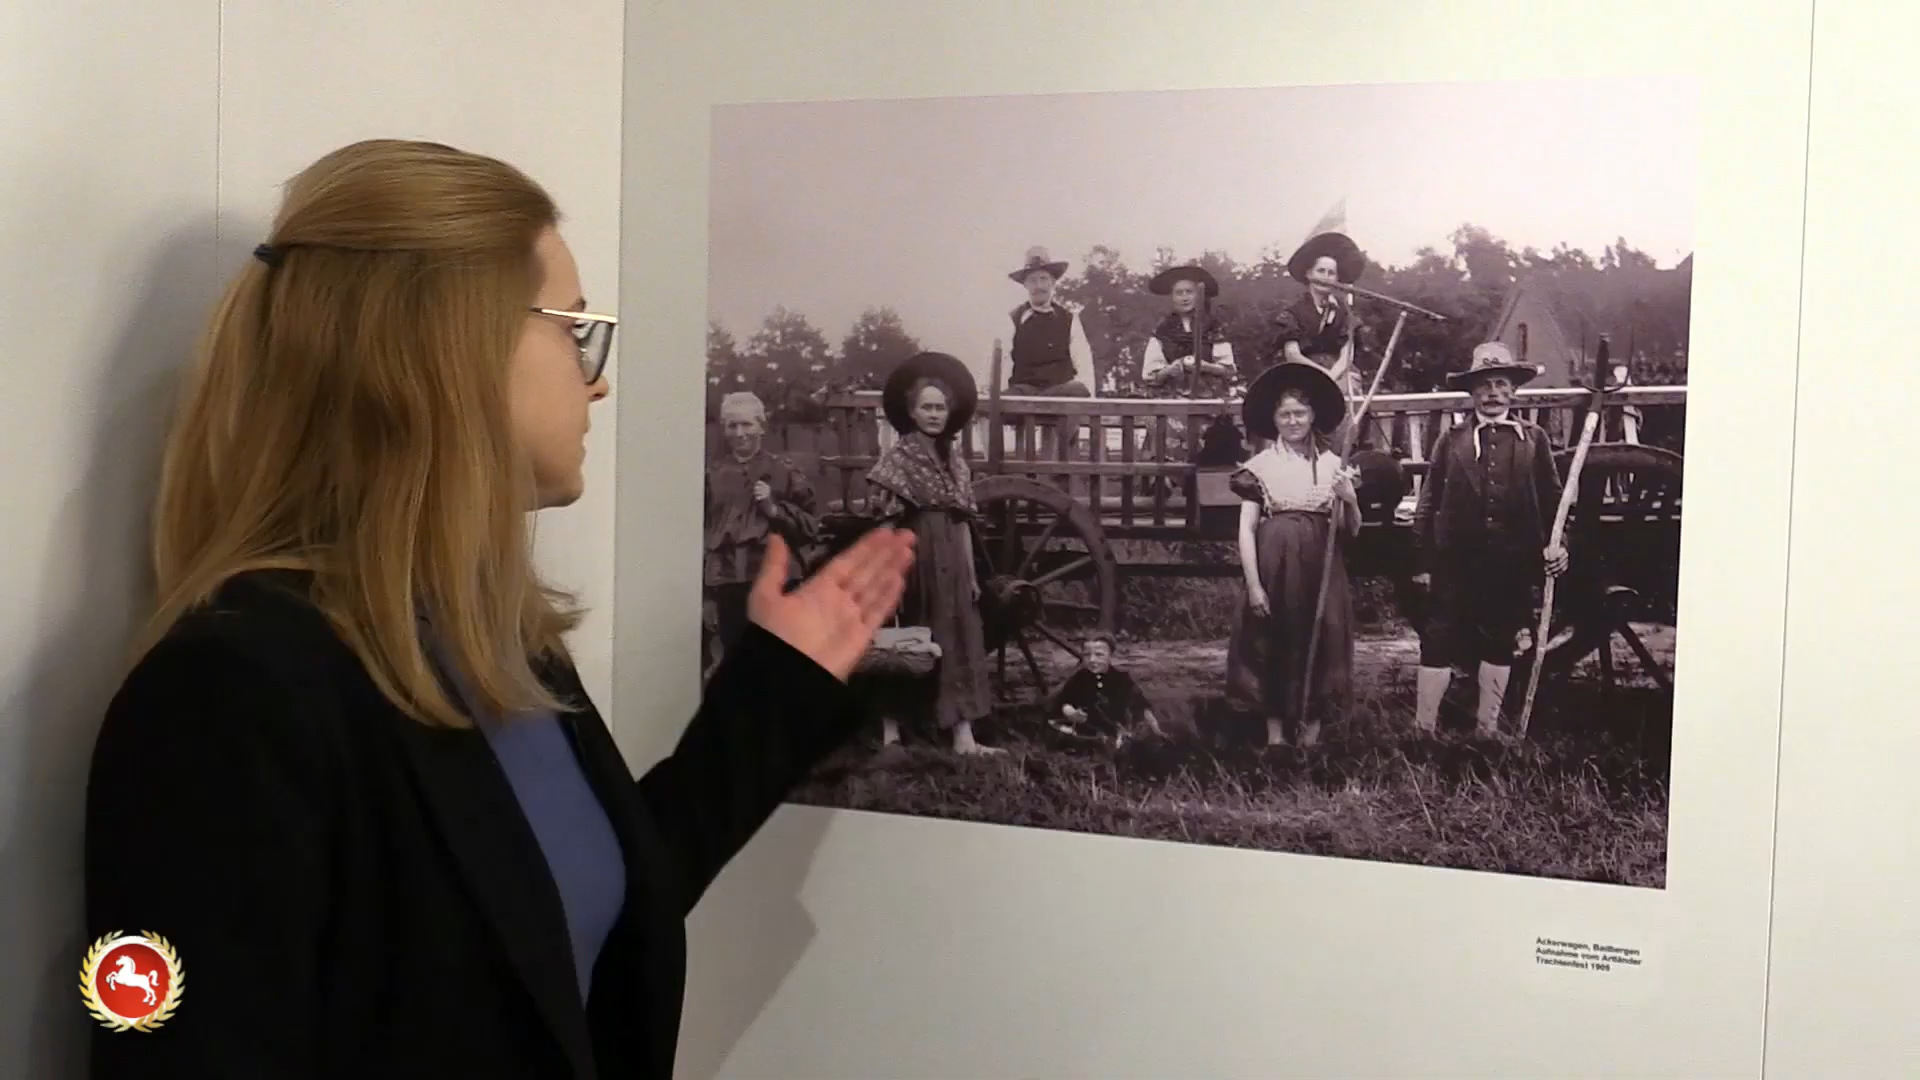 Ackerwagen, Badbergen
Aufnahme vom Artländer
Trachtenfest 1905